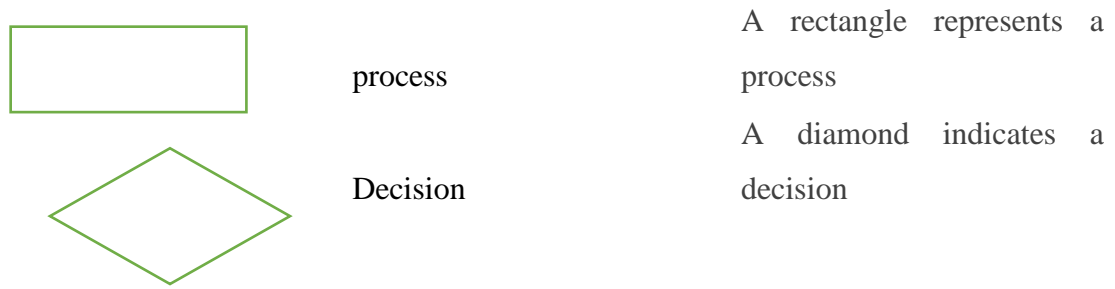 process
A rectangle represents a
process
Decision
A diamond indicates a
decision